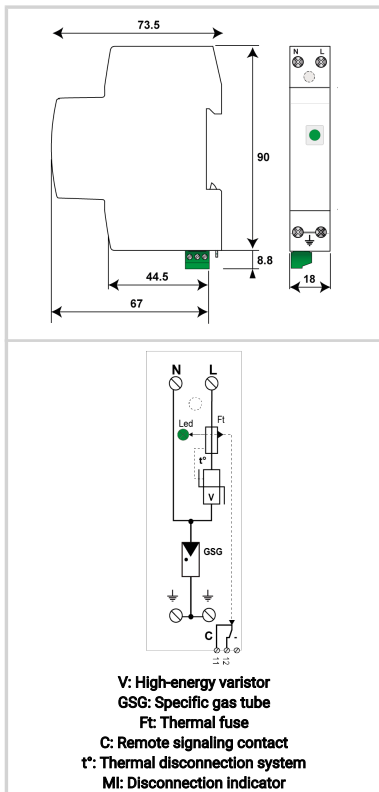 73.5
N L
90
8.8
44.5
18
67
N L
Led Ft
t°
V
GSG
C -
11 12
V: High-energy varistor
GSG: Specific gas tube
Ft: Thermal fuse
C: Remote signaling contact
t°: Thermal disconnection system
MI: Disconnection indicator